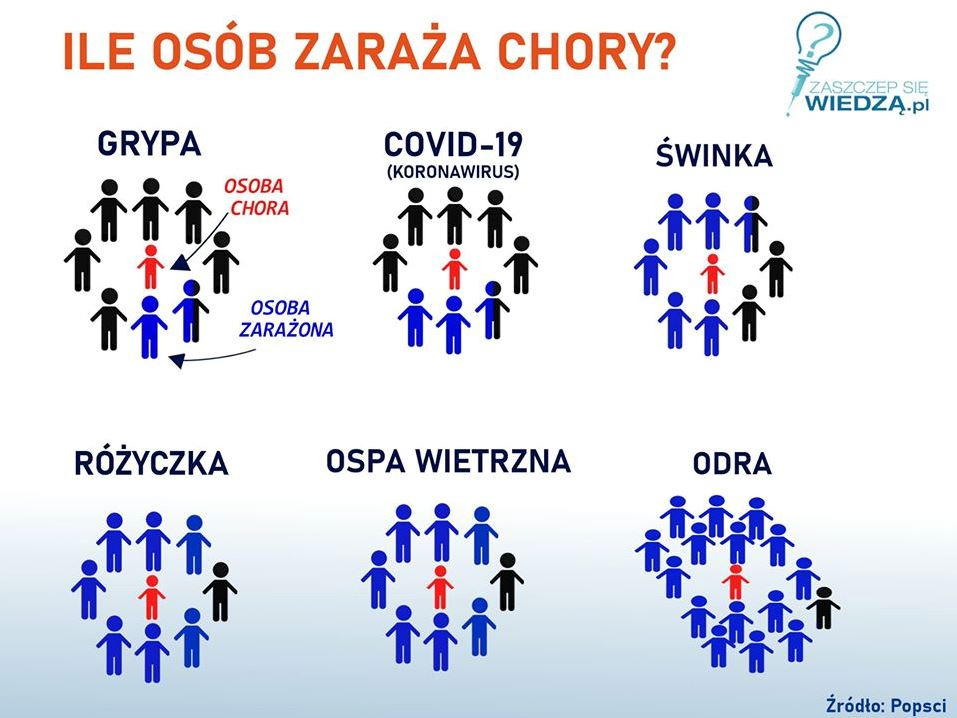 ILE OSÓB ZARAŻA CHORY?
ZASZCZEP SIĘ
WIEDZĄ.pl
GRYPA
OSOBA
CHORA
OSOBA
ZARAŻONA
COVID-19
(KORONAWIRUS)
ŚWINKA
RÓŻYCZKA
OSPA WIETRZNA
ODRA
Źródło: Popsci